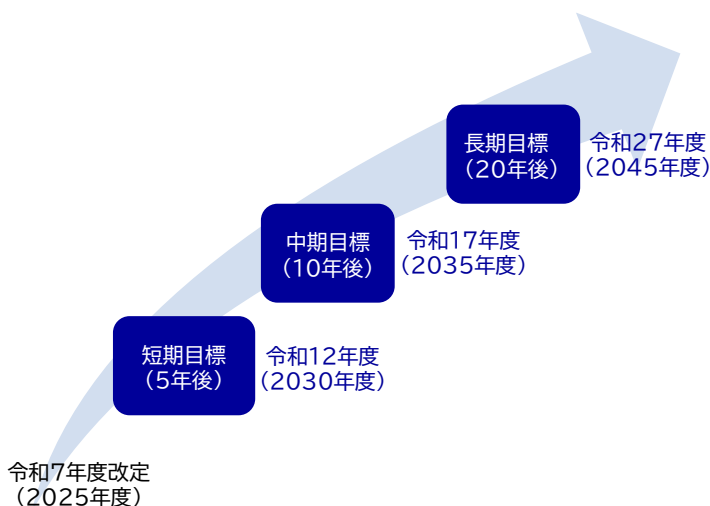 長期目標
（20年後）
令和27年度
（2045年度）
中期目標
（10年後）
令和17年度
（2035年度）
短期目標
（5年後）
令和12年度
（2030年度）
令和7年度改定
（2025年度）